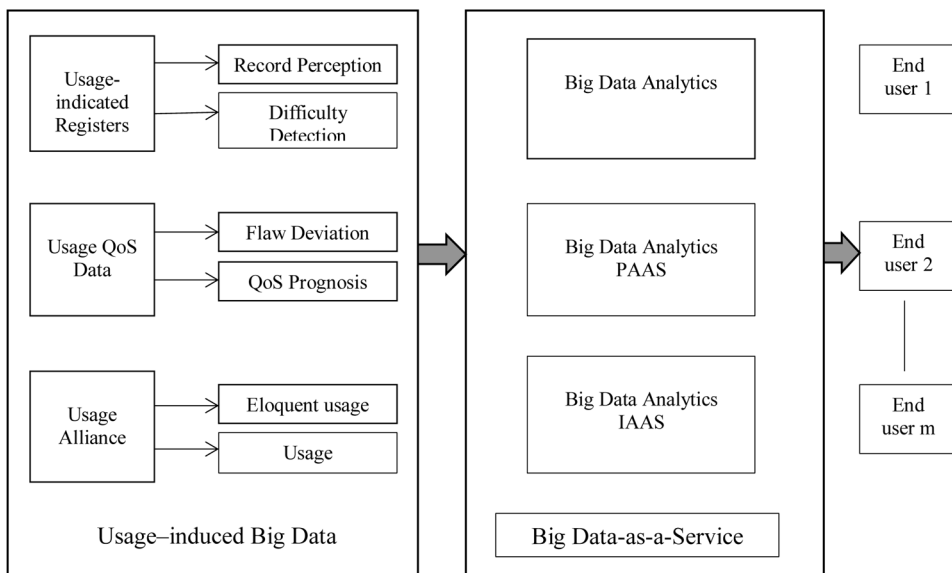 Usage-
indicated
Registers
Record Perception
Difficulty
Detection
Usage QoS
Data
Flaw Deviation
QoS Prognosis
Usage
Alliance
Eloquent usage
Usage
Usage–induced Big Data
Big Data Analytics
Big Data Analytics
PAAS
Big Data Analytics
IAAS
Big Data-as-a-Service
End
user 1
End
user 2
End
user m